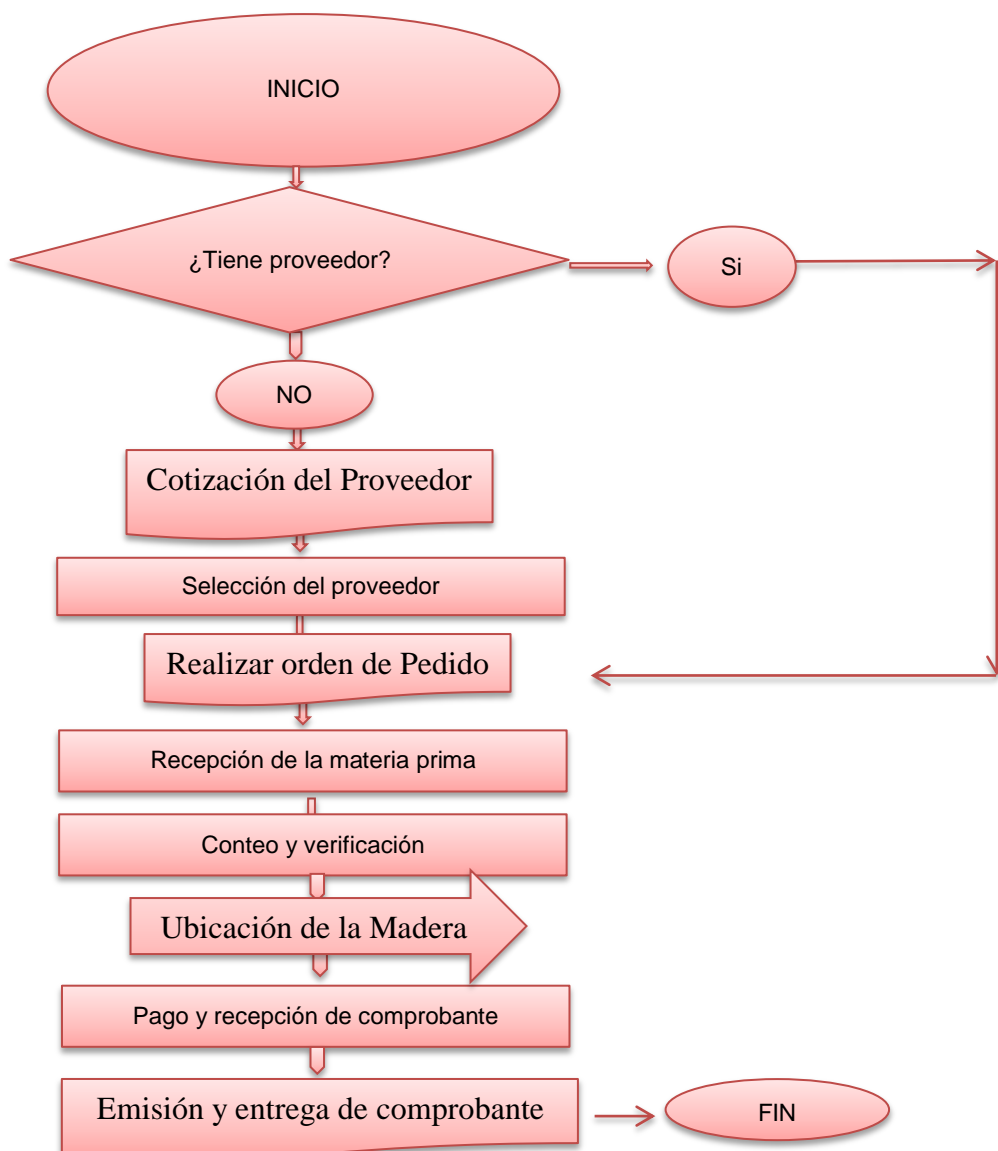 INICIO
¿Tiene proveedor?
Si
NO
Cotización del Proveedor
Selección del proveedor
Realizar orden de Pedido
Recepción de la materia prima
Conteo y verificación
Ubicación de la Madera
Pago y recepción de comprobante
Emisión y entrega de comprobante
FIN